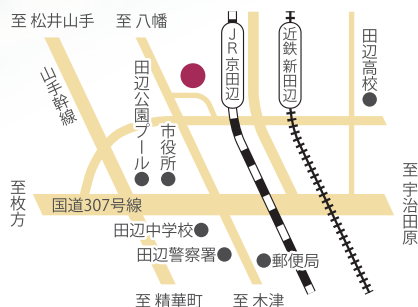 至 松井山手
至 八幡
JR 京田辺
近鉄 新田辺
田辺高校
山手幹線
田辺公園プール
市役所
至 枚方
国道307号線
至 宇治田原
田辺中学校
田辺警察署
郵便局
至 精華町
至 木津